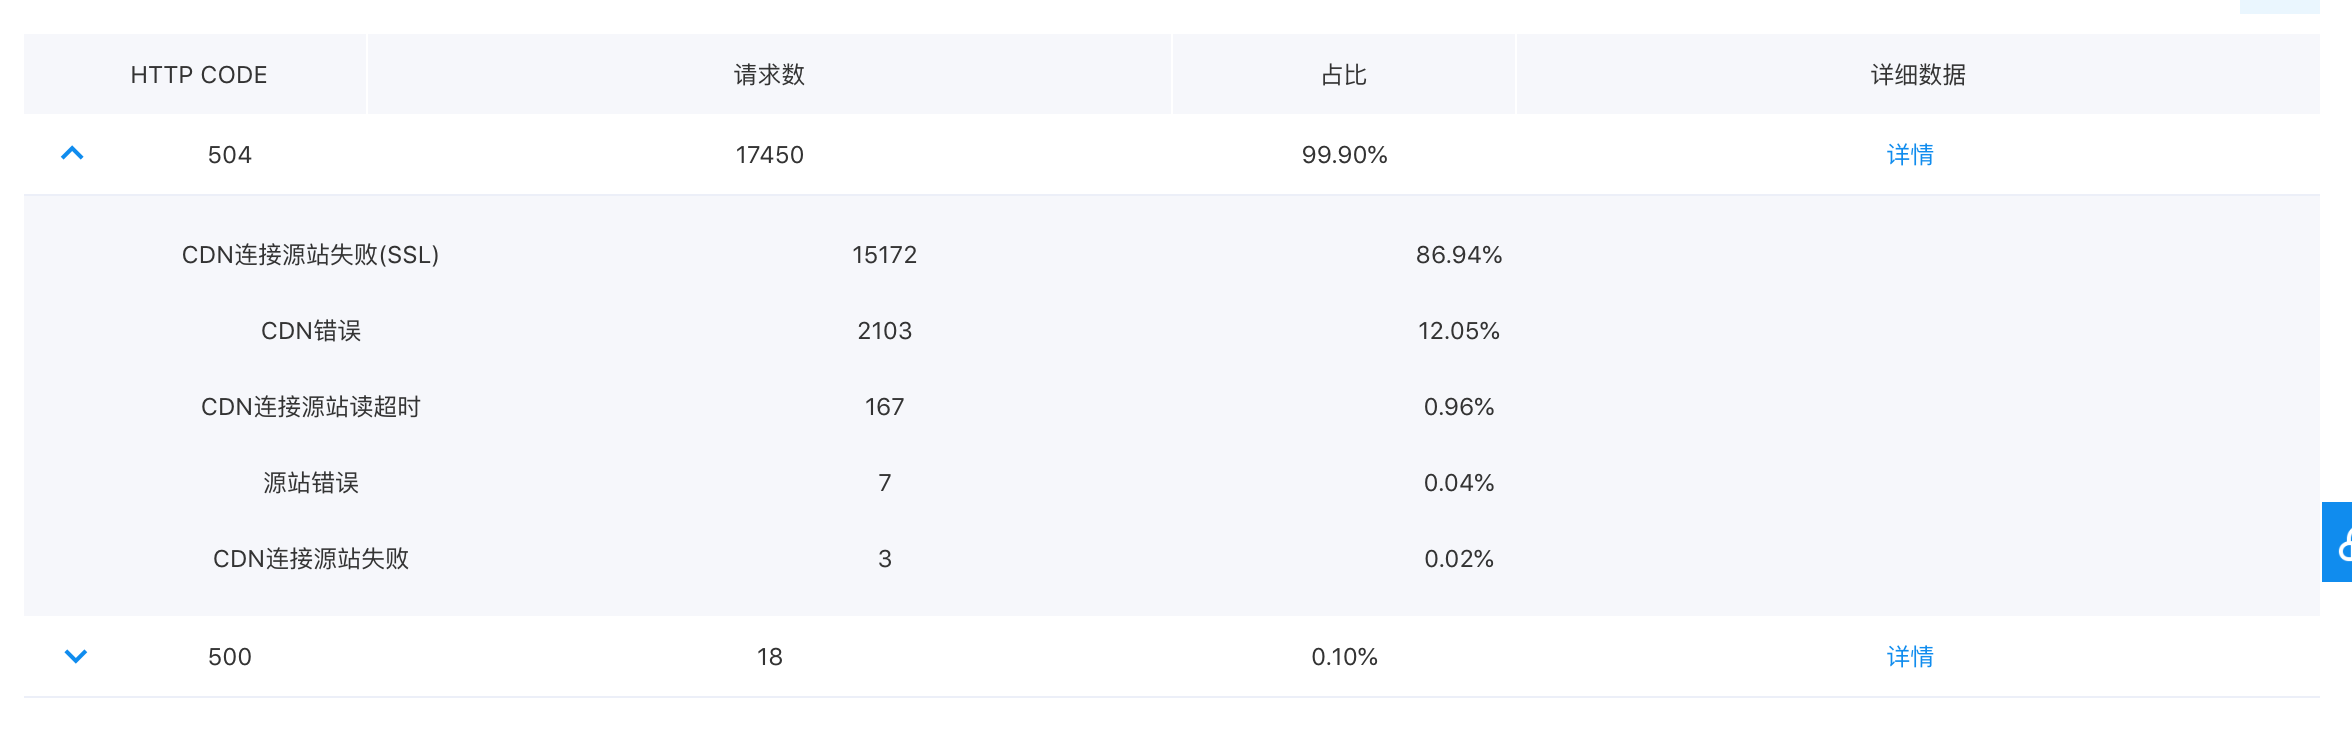 HTTP CODE 请求数 占比 详细数据
504 17450 99.90% 详情
CDN连接源站失败(SSL) 15172 86.94%
CDN错误 2103 12.05%
CDN连接源站读超时 167 0.96%
源站错误 7 0.04%
CDN连接源站失败 3 0.02%
500 18 0.10% 详情